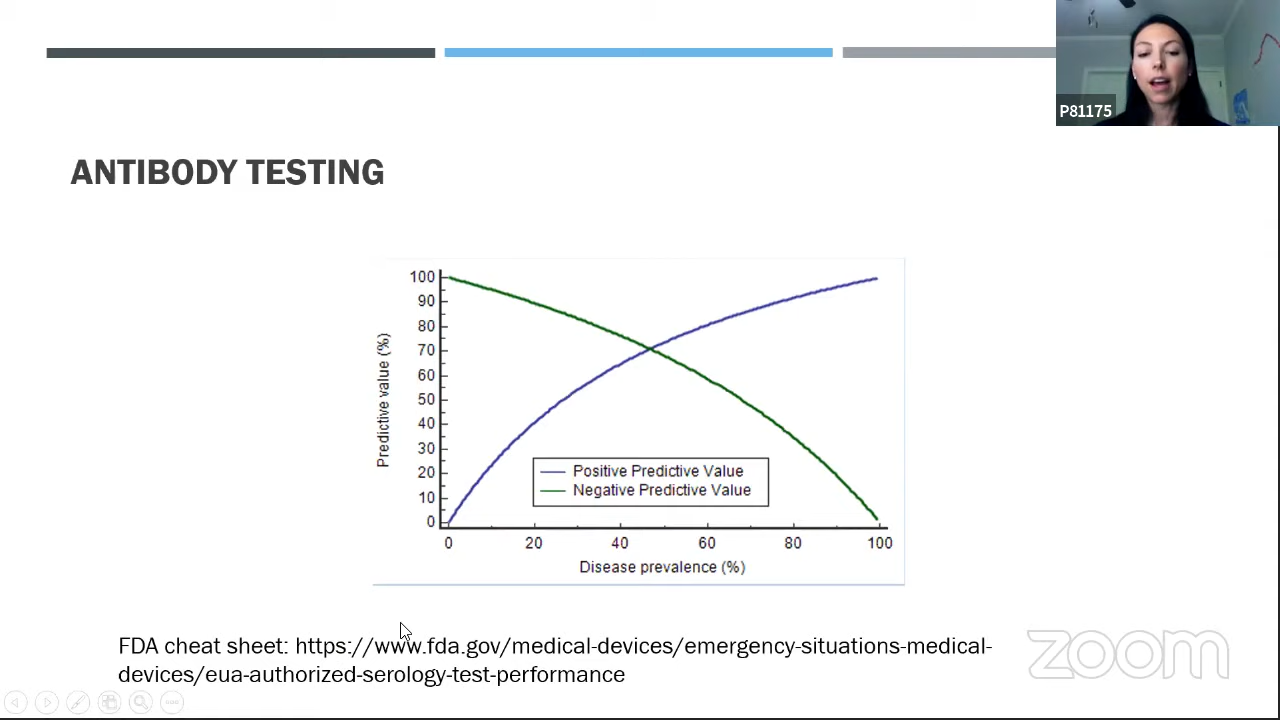 P81175
ANTIBODY TESTING
100
90
80
70
60
50
40
30
20
10
0
Predictive value (%)
Positive Predictive Value
Negative Predictive Value
0 20 40 60 80 100
Disease prevalence (%)
FDA cheat sheet: https://www.fda.gov/medical-devices/emergency-situations-medical-
devices/eua-authorized-serology-test-performance
zoom